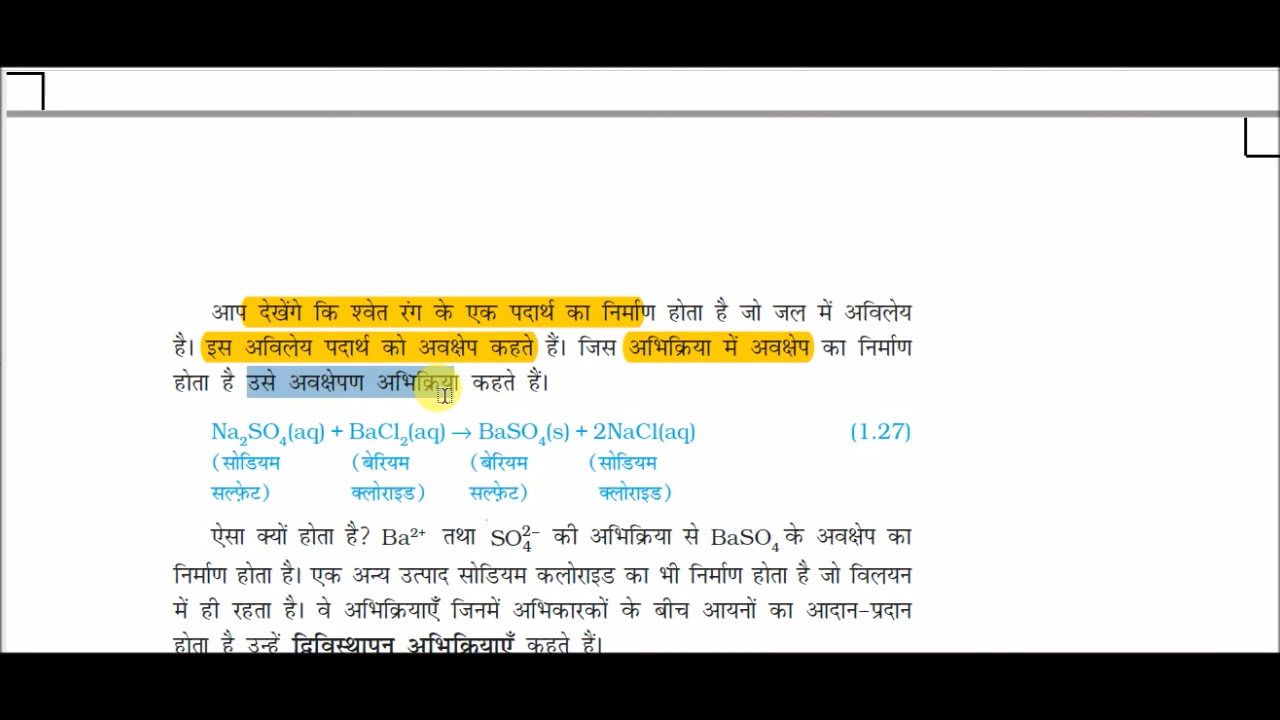 आप देखेंगे कि श्वेत रंग के एक पदार्थ का निर्माण होता है जो जल में अविलेय
है। इस अविलेय पदार्थ को अवक्षेप कहते हैं। जिस अभिक्रिया में अवक्षेप का निर्माण
होता है उसे अवक्षेपण अभिक्रिया कहते हैं।
Na₂SO₄(aq) + BaCl₂(aq) → BaSO₄(s) + 2NaCl(aq) (1.27)
(सोडियम (बेरियम (बेरियम (सोडियम
सल्फ़ेट) क्लोराइड) सल्फ़ेट) क्लोराइड)
ऐसा क्यों होता है? Ba²⁺ तथा SO₄²⁻ की अभिक्रिया से BaSO₄ के अवक्षेप का
निर्माण होता है। एक अन्य उत्पाद सोडियम कलोराइड का भी निर्माण होता है जो विलयन
में ही रहता है। वे अभिक्रियाएँ जिनमें अभिकारकों के बीच आयनों का आदान-प्रदान
होता है उन्हें द्विविस्थापन अभिक्रियाएँ कहते हैं।